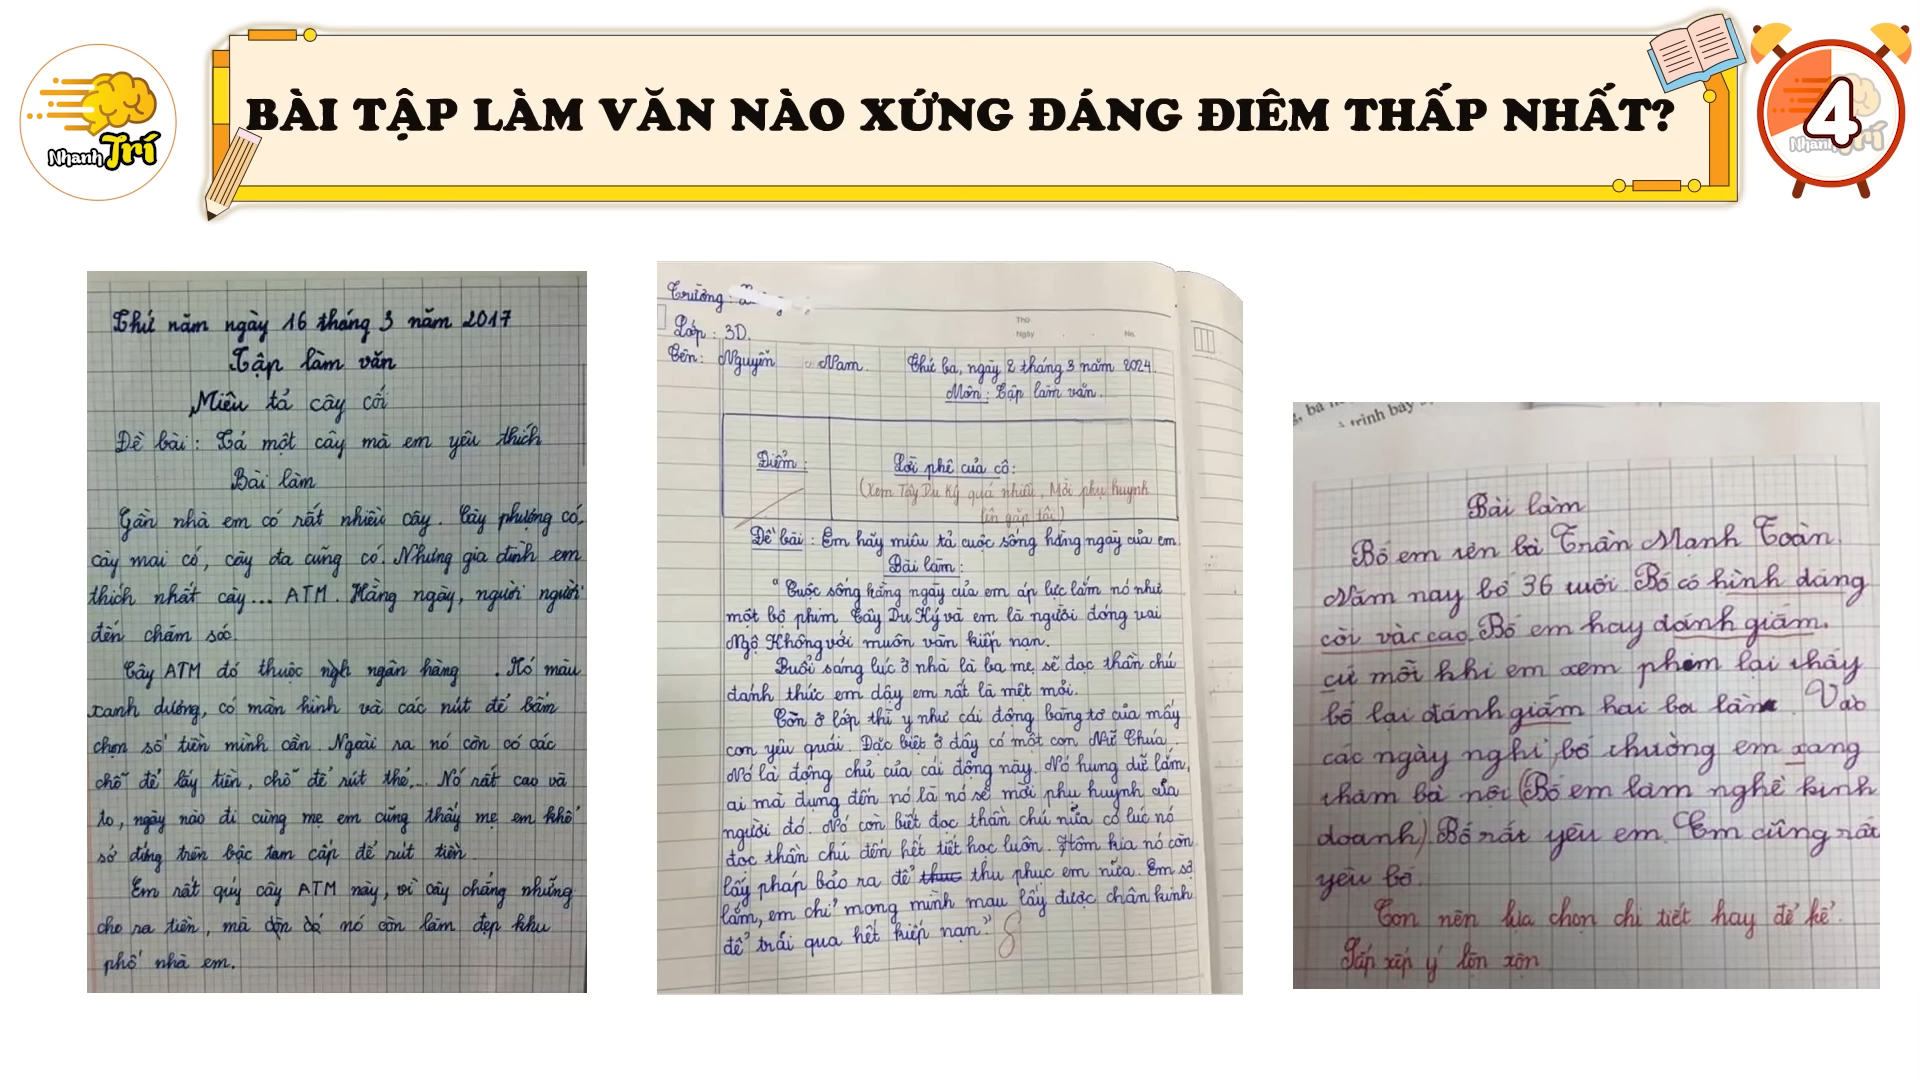 Nhanh Trí
BÀI TẬP LÀM VĂN NÀO XỨNG ĐÁNG ĐIÊM THẤP NHẤT?
4
Thứ năm ngày 16 tháng 3 năm 2017
Tập làm văn
Miêu tả cây cối
Đề bài: Tả một cây mà em yêu thích
Bài làm
Gần nhà em có rất nhiều cây. Cây phượng có,
cây mai có, cây đa cũng có. Nhưng gia đình em
thích nhất cây... ATM. Hằng ngày, người người
đến chăm sóc.
Cây ATM đó thuộc ngân hàng . Nó màu
xanh dương, có màn hình và các nút để bấm
chọn số tiền mình cần. Ngoài ra nó còn có các
chỗ để lấy tiền, chỗ để rút thẻ,... Nó rất cao và
to, ngày nào đi cùng mẹ em cũng thấy mẹ em khổ
sở đứng trên bậc tam cấp để rút tiền.
Em rất quý cây ATM này, vì cây chẳng những
cho ra tiền, mà nó còn làm đẹp khu
phố nhà em.
Trường:
Lớp: 3D.
Tên: Nguyễn Nam.
Thứ
Ngày . . No.
Thứ ba, ngày 2 tháng 3 năm 2024.
Môn: Tập làm văn.
Điểm:
Lời phê của cô:
(Xem Tây Du Ký quá nhiều, Mời phụ huynh
lên gặp tôi)
Đề bài: Em hãy miêu tả cuộc sống hằng ngày của em
Bài làm:
"Cuộc sống hằng ngày của em áp lực lắm nó như
một bộ phim Tây Du Ký và em là người đóng vai
Ngộ Không với muôn vàn kiếp nạn.
Buổi sáng lúc ở nhà là ba mẹ sẽ đọc thần chú
đánh thức em dậy em rất là mệt mỏi.
Còn ở lớp thì y như cái động bàng tơ của mấy
con yêu quái. Đặc biệt ở đây có một con Nữ Chúa.
Nó là động chủ của cái động này. Nó hung dữ lắm,
ai mà đụng đến nó là nó sẽ mời phụ huynh của
người đó. Nó còn biết đọc thần chú nữa có lúc nó
đọc thần chú đến hết tiết học luôn. Hôm kia nó còn
lấy pháp bảo ra để thuc thu phục em nữa. Em sợ
lắm, em chỉ mong mình mau lấy được chân kinh
để trải qua hết kiếp nạn."
8
trình bày
Bài làm
Bố em tên là Trần Mạnh Toàn.
Năm nay bố 36 tuổi. Bố có hình dáng
còi và cao. Bố em hay đánh giấm.
cứ mỗi khi em xem phim lại thấy
bố lại đánh giấm hai ba lần. Vào
các ngày nghỉ, bố thường em xang
thăm bà nội (Bố em làm nghề kinh
doanh). Bố rất yêu em. Em cũng rất
yêu bố.
Con nên lựa chọn chi tiết hay để kể.
Sắp xếp ý lộn xộn